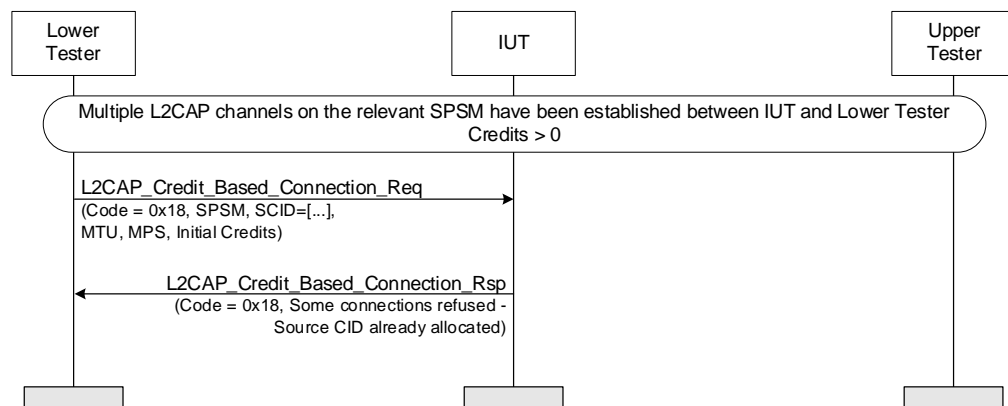 Lower
Tester
IUT
Upper
Tester
Multiple L2CAP channels on the relevant SPSM have been established between IUT and Lower Tester
Credits > 0
L2CAP_Credit_Based_Connection_Req
(Code = 0x18, SPSM, SCID=[...],
MTU, MPS, Initial Credits)
L2CAP_Credit_Based_Connection_Rsp
(Code = 0x18, Some connections refused -
Source CID already allocated)